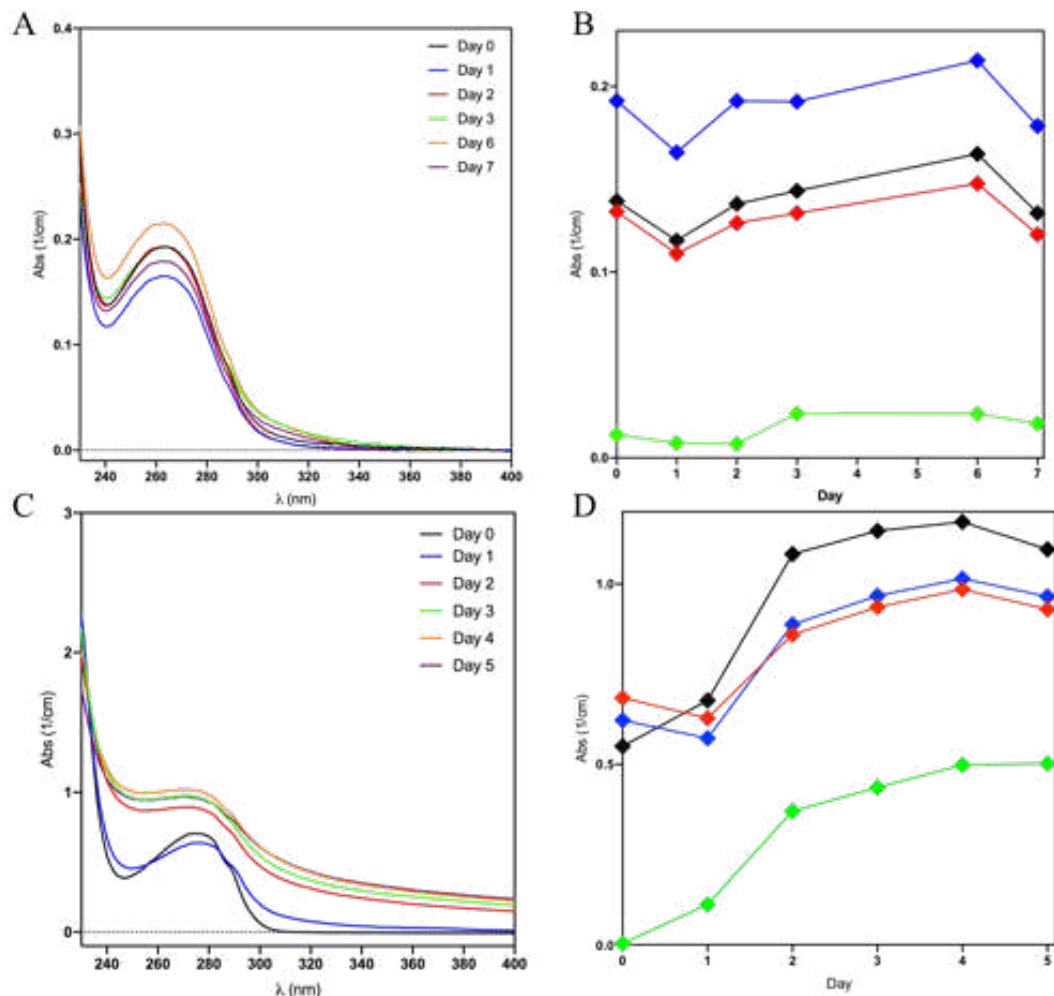 A
0.4
0.3
0.2
0.1
0.0
Abs (1/cm)
240 260 280 300 320 340 360 380 400
λ (nm)
Day 0
Day 1
Day 2
Day 3
Day 6
Day 7
B
0.2
0.1
0.0
Abs (1/cm)
0 1 2 3 4 5 6 7
Day
C
3
2
1
0
Abs (1/cm)
240 260 280 300 320 340 360 380 400
λ (nm)
Day 0
Day 1
Day 2
Day 3
Day 4
Day 5
D
1.0
0.5
0.0
Abs (1/cm)
0 1 2 3 4 5
Day